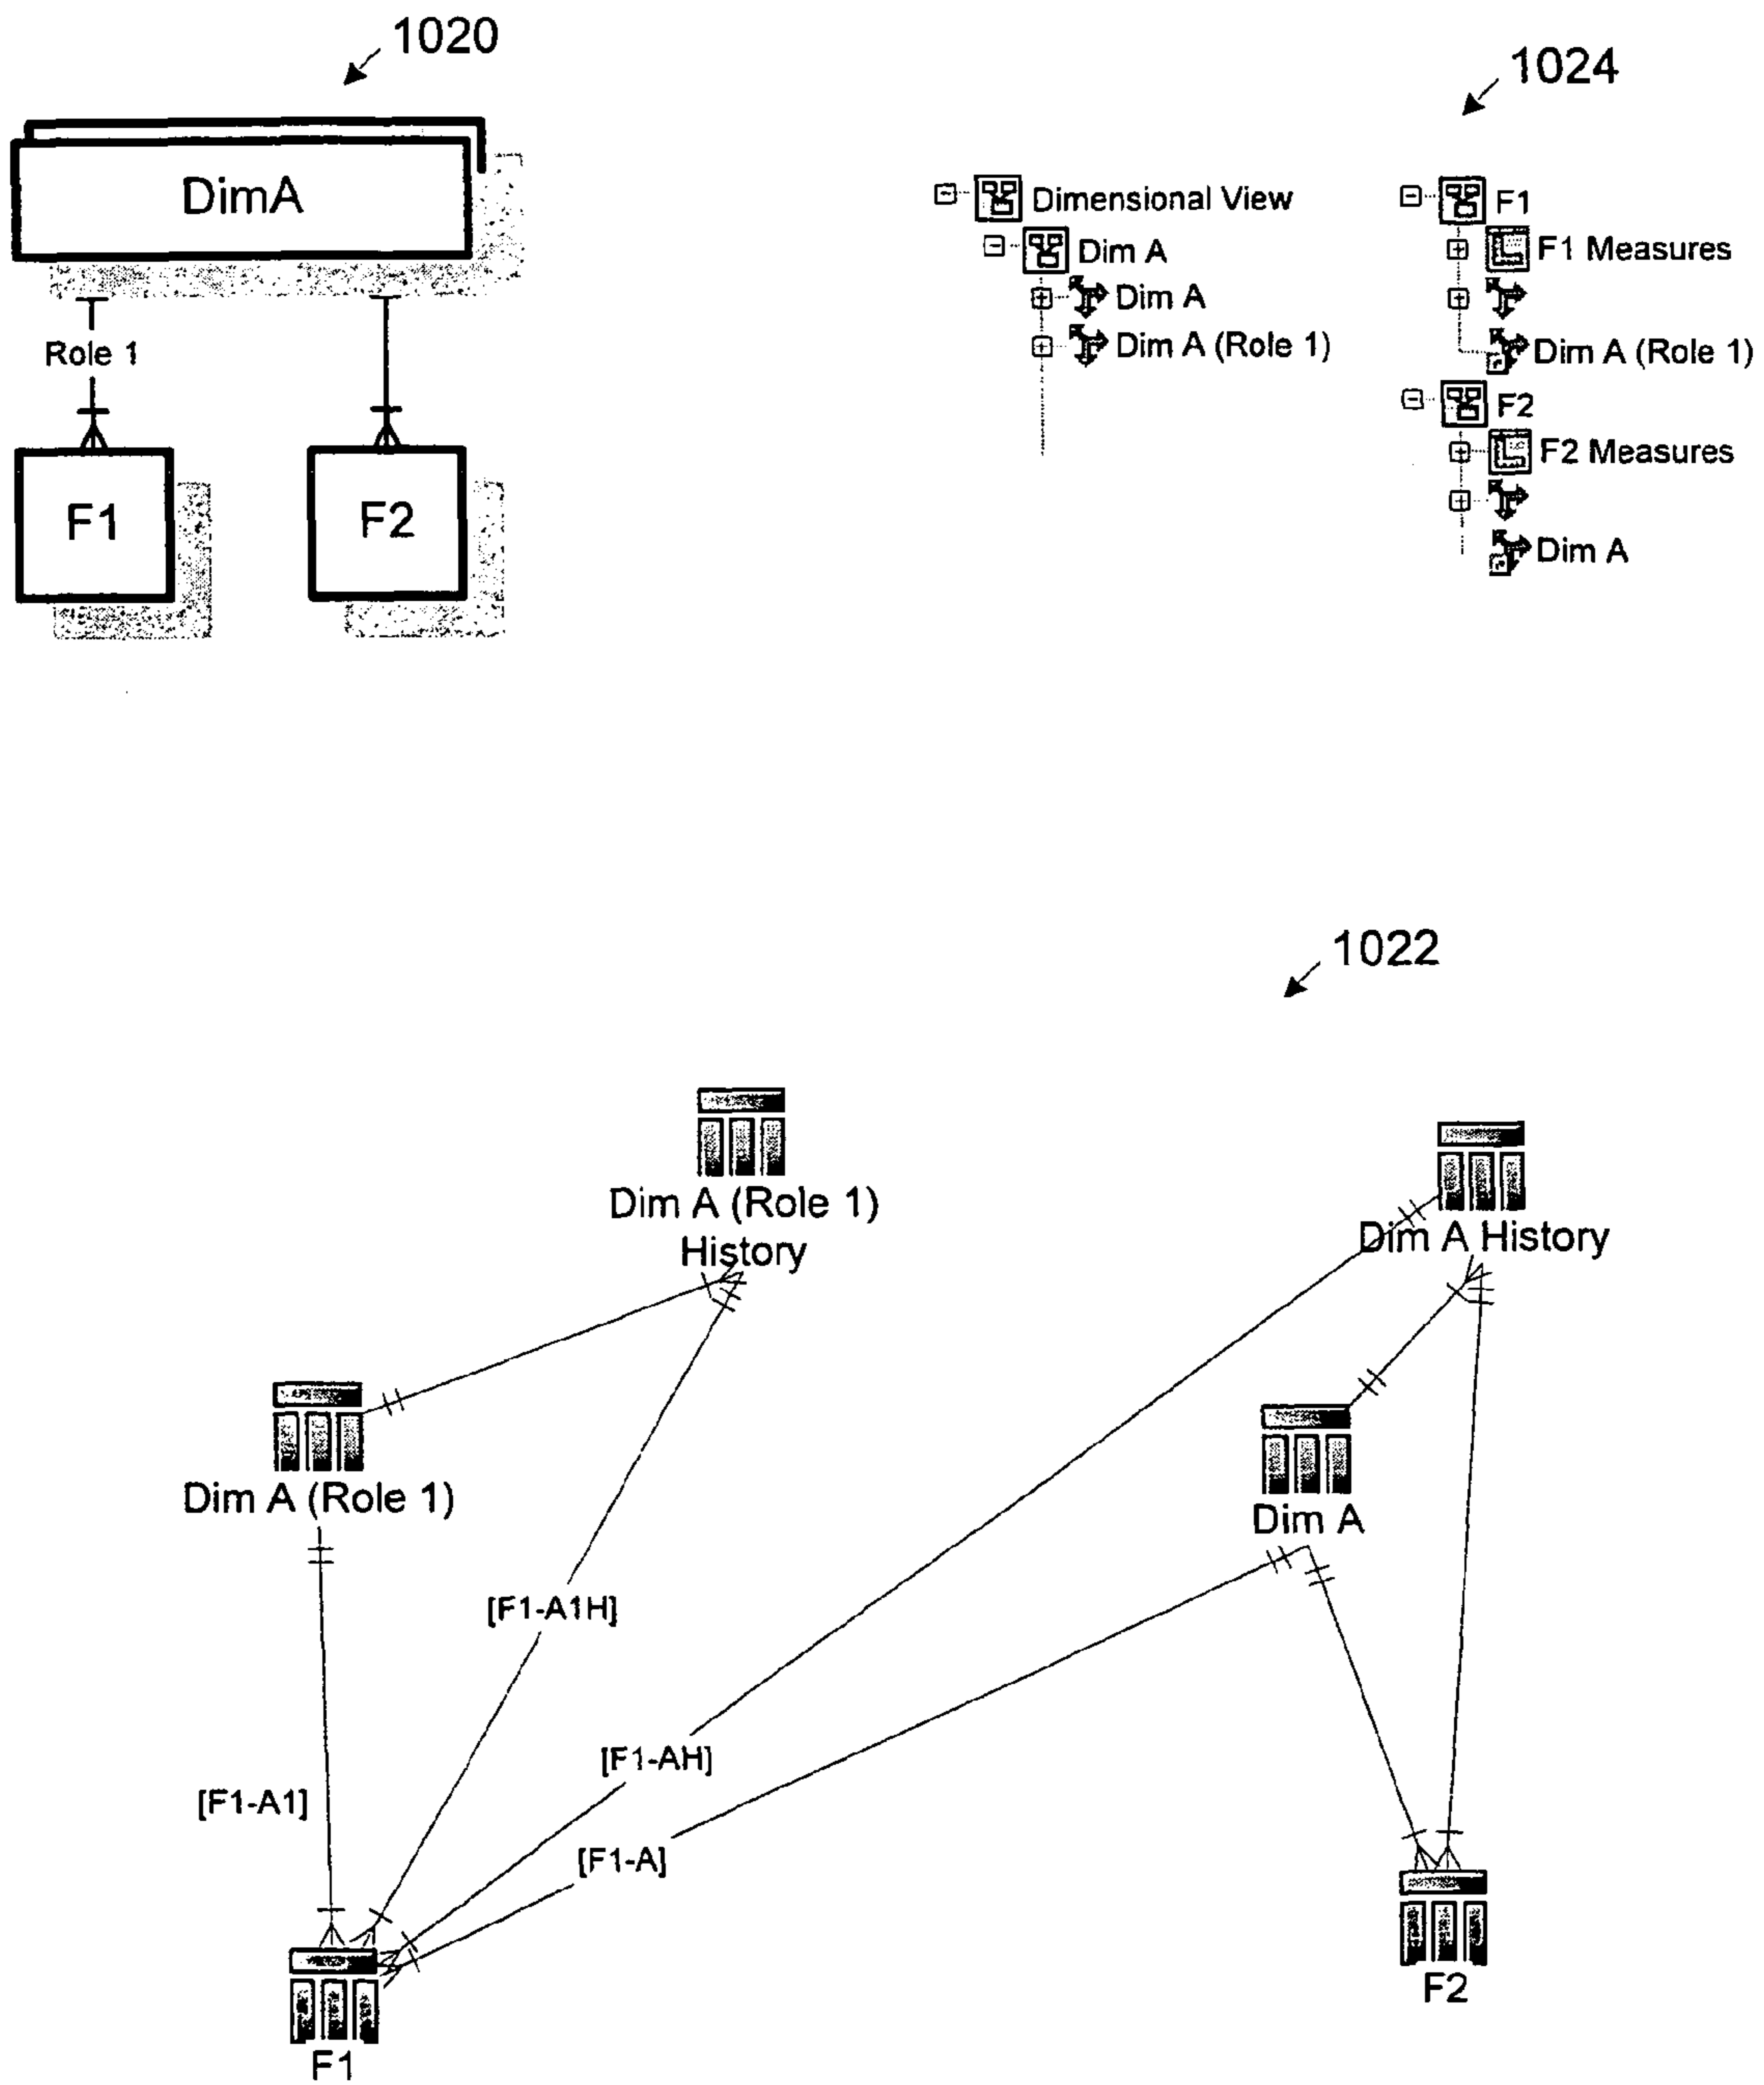 1020
DimA
Role 1
F1
F2
1024
Dimensional View
Dim A
Dim A
Dim A (Role 1)
F1
F1 Measures
Dim A (Role 1)
F2
F2 Measures
Dim A
1022
Dim A (Role 1)
History
Dim A History
Dim A (Role 1)
Dim A
[F1-A1H]
[F1-AH]
[F1-A1]
[F1-A]
F2
F1